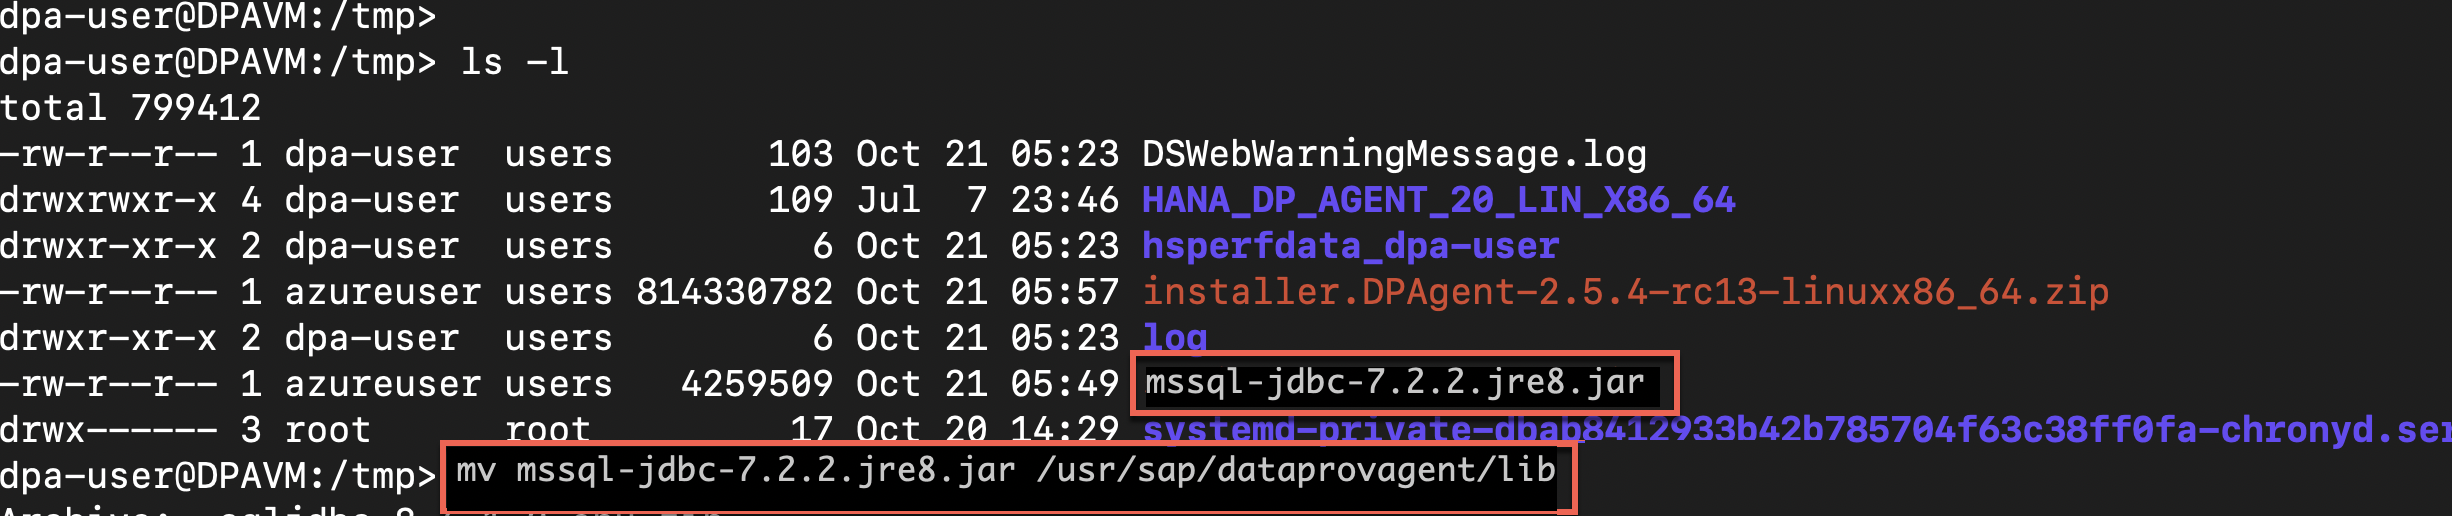 dpa-user@DPAVM:/tmp>
dpa-user@DPAVM:/tmp> ls -l
total 799412
-rw-r--r-- 1 dpa-user users 103 Oct 21 05:23 DSWebWarningMessage.log
drwxrwxr-x 4 dpa-user users 109 Jul 7 23:46 HANA_DP_AGENT_20_LIN_X86_64
drwxr-xr-x 2 dpa-user users 6 Oct 21 05:23 hsperfdata_dpa-user
-rw-r--r-- 1 azureuser users 814330782 Oct 21 05:57 installer.DPAgent-2.5.4-rc13-linuxx86_64.zip
drwxr-xr-x 2 dpa-user users 6 Oct 21 05:23 log
-rw-r--r-- 1 azureuser users 4259509 Oct 21 05:49 mssql-jdbc-7.2.2.jre8.jar
drwx------ 3 root root 17 Oct 20 14:29 systemd-private-dbab8412933b42b785704f63c38ff0fa-chronyd.ser
dpa-user@DPAVM:/tmp> mv mssql-jdbc-7.2.2.jre8.jar /usr/sap/dataprovagent/lib
Archive: